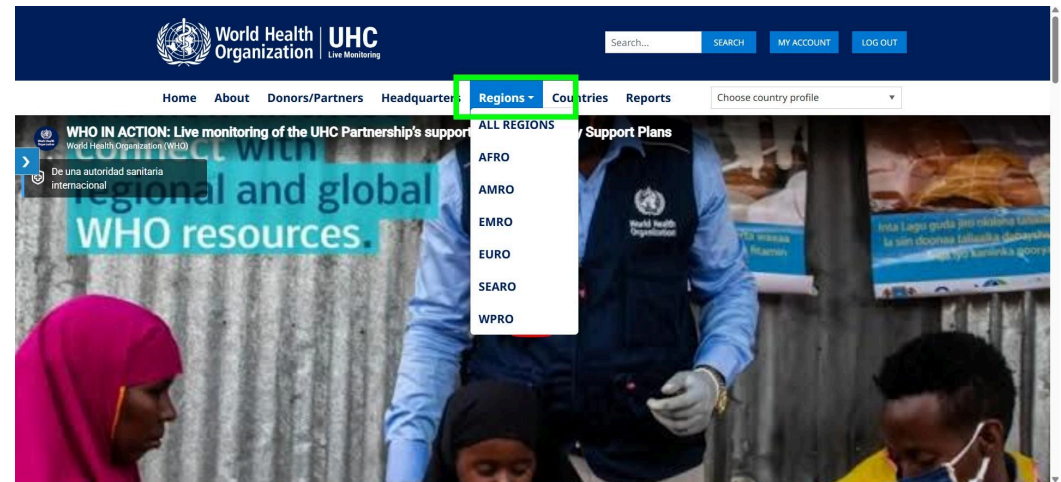 World Health
Organization
UHC
Live Monitoring
Search...
SEARCH
MY ACCOUNT
LOG OUT
Home
About
Donors/Partners
Headquarters
Regions
Countries
Reports
Choose country profile
ALL REGIONS
AFRO
AMRO
EMRO
EURO
SEARO
WPRO
WHO IN ACTION: Live monitoring of the UHC Partnership's support
Support Plans
World Health Organization (WHO)
De una autoridad sanitaria
internacional
connect with
regional and global
WHO resources.
World Health
Organization